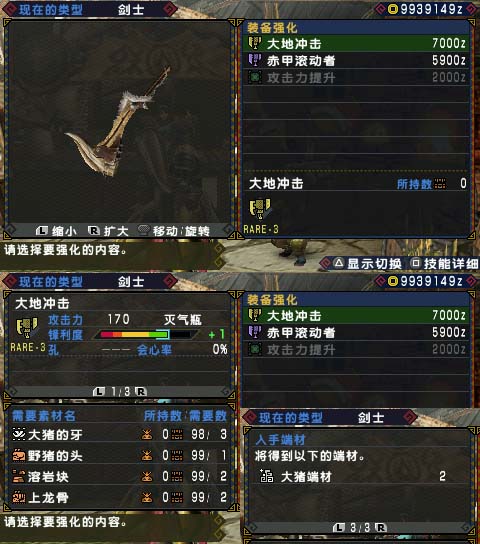 现在的类型 剑士
9939149z
装备强化
大地冲击 7000z
赤甲滚动者 5900z
攻击力提升 2000z
大地冲击 所持数 0
RARE-3
L 缩小 R 扩大 移动/旋转
请选择要强化的内容。
△显示切换 □技能详细
现在的类型 剑士
9939149z
大地冲击
攻击力 170 灭气瓶
锋利度 +1
RARE-3
孔 --- 会心率 0%
L 1/3 R
装备强化
大地冲击 7000z
赤甲滚动者 5900z
攻击力提升 2000z
需要素材名 所持数/需要数
大猪的牙 0 98/ 3
野猪的头 0 99/ 1
溶岩块 0 99/ 2
上龙骨 0 99/ 2
请选择要强化的内容。
现在的类型 剑士
入手端材
将得到以下的端材。
大猪端材 2
L 3/3 R